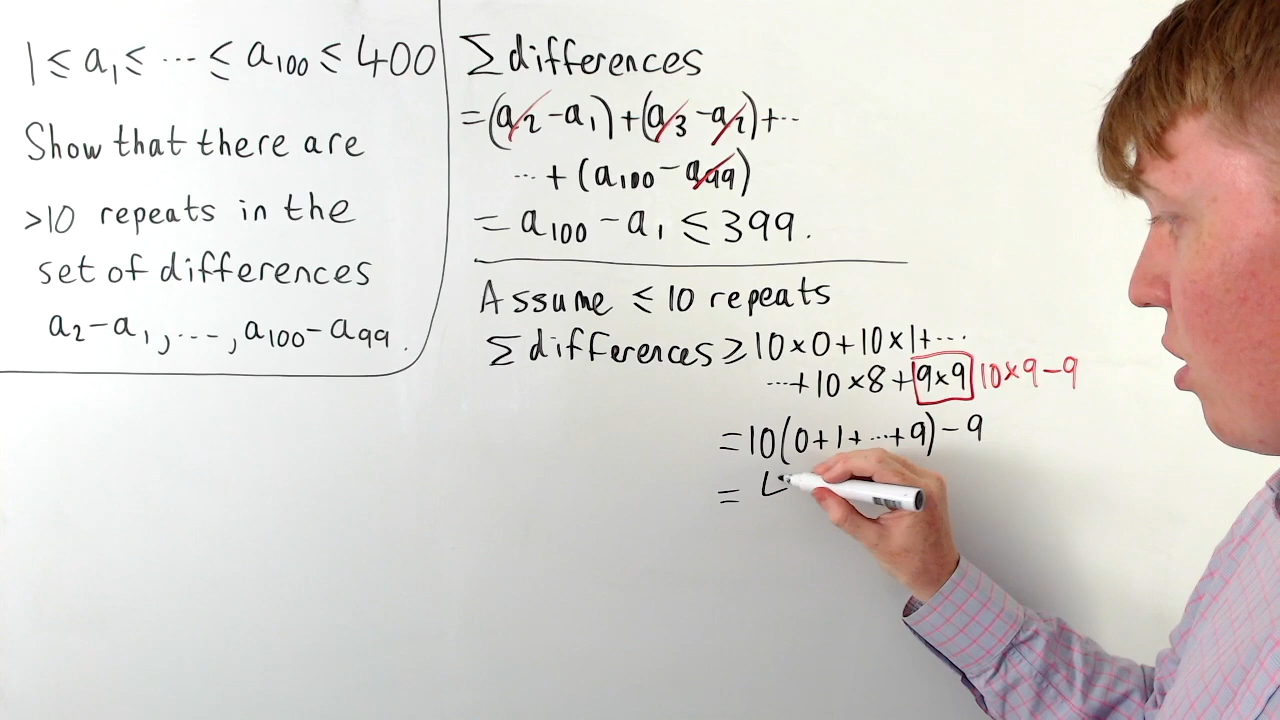 1 ≤ a₁ ≤ ⋯ ≤ a₁₀₀ ≤ 400
Show that there are
>10 repeats in the
set of differences
a₂-a₁, ---, a₁₀₀-a₉₉.
∑differences
=(a₂-a₁)+(a₃-a₂)+⋯
⋯+(a₁₀₀-a₉₉)
= a₁₀₀-a₁ ≤ 399.
Assume ≤ 10 repeats
∑differences ≥ 10×0+10×1+⋯
⋯+10×8+9×9 10×9-9
=10(0+1+⋯+9)-9
=